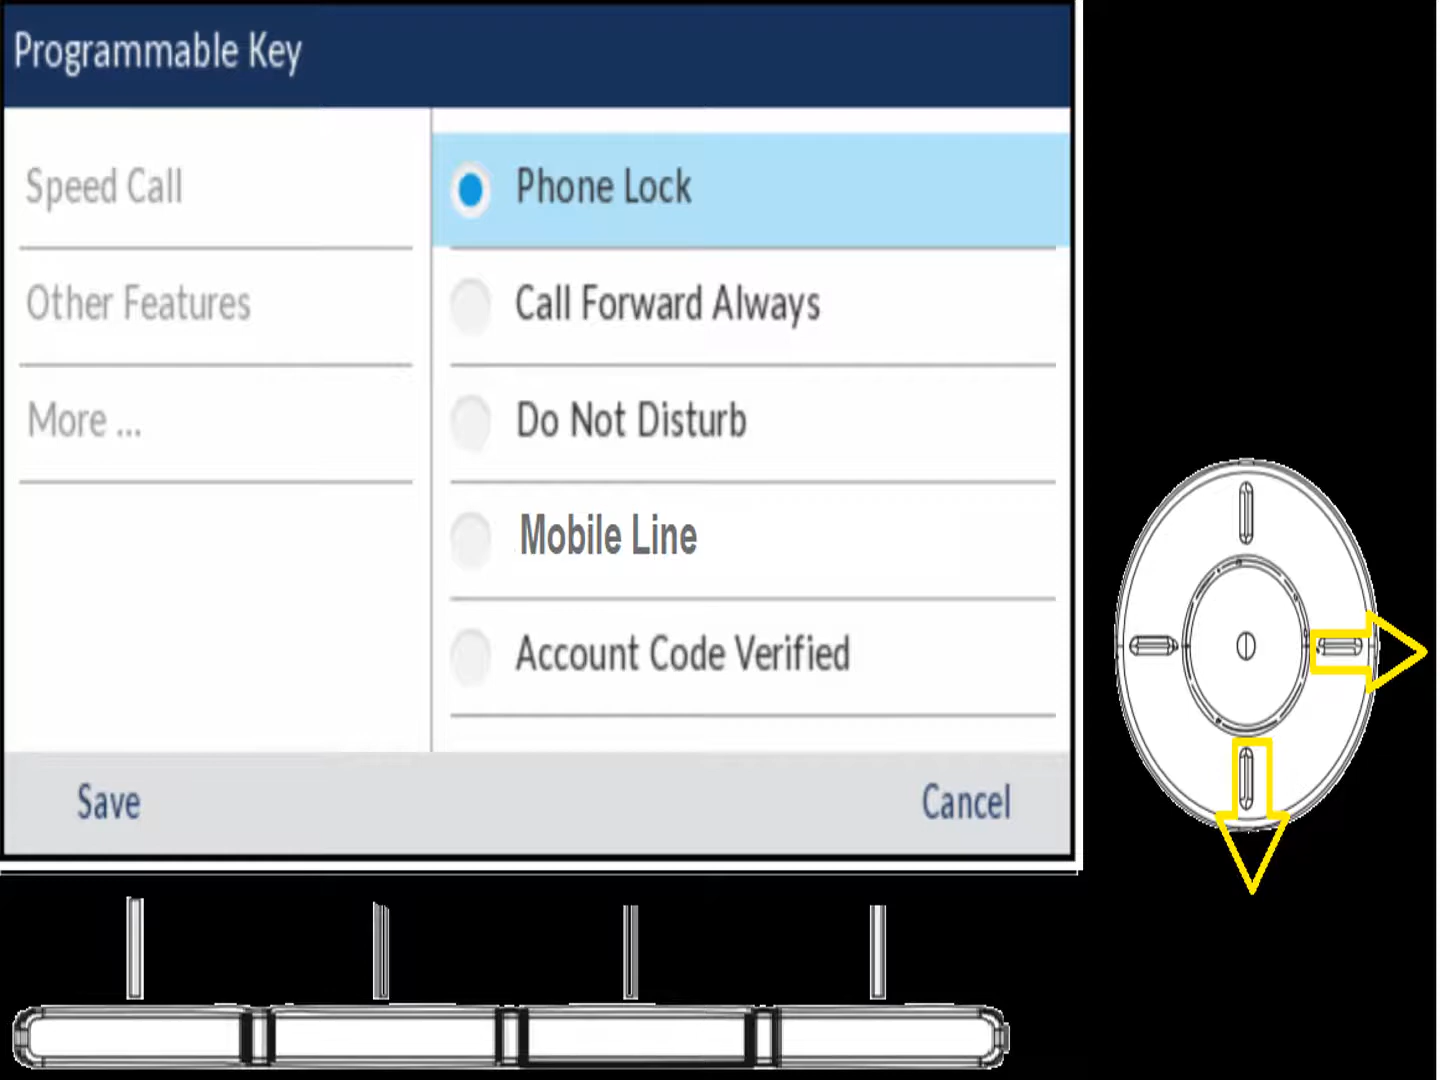 Programmable Key
Speed Call
Other Features
More ...
Phone Lock
Call Forward Always
Do Not Disturb
Mobile Line
Account Code Verified
Save
Cancel